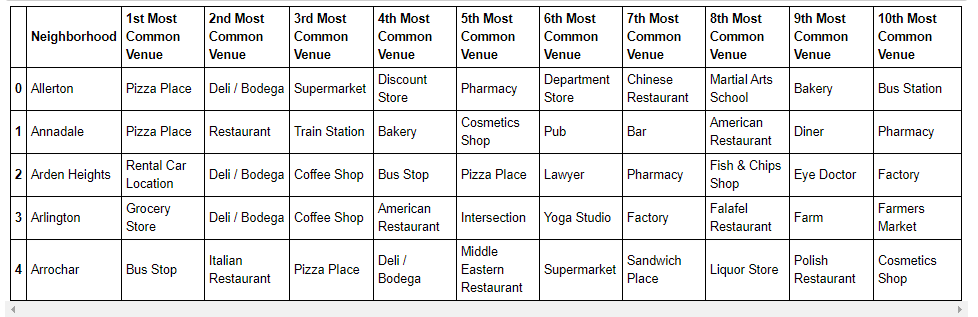 Neighborhood 1st Most Common Venue 2nd Most Common Venue 3rd Most Common Venue 4th Most Common Venue 5th Most Common Venue 6th Most Common Venue 7th Most Common Venue 8th Most Common Venue 9th Most Common Venue 10th Most Common Venue
0 Allerton Pizza Place Deli / Bodega Supermarket Discount Store Pharmacy Department Store Chinese Restaurant Martial Arts School Bakery Bus Station
1 Annadale Pizza Place Restaurant Train Station Bakery Cosmetics Shop Pub Bar American Restaurant Diner Pharmacy
2 Arden Heights Rental Car Location Deli / Bodega Coffee Shop Bus Stop Pizza Place Lawyer Pharmacy Fish & Chips Shop Eye Doctor Factory
3 Arlington Grocery Store Deli / Bodega Coffee Shop American Restaurant Intersection Yoga Studio Factory Falafel Restaurant Farm Farmers Market
4 Arrochar Bus Stop Italian Restaurant Pizza Place Deli / Bodega Middle Eastern Restaurant Supermarket Sandwich Place Liquor Store Polish Restaurant Cosmetics Shop